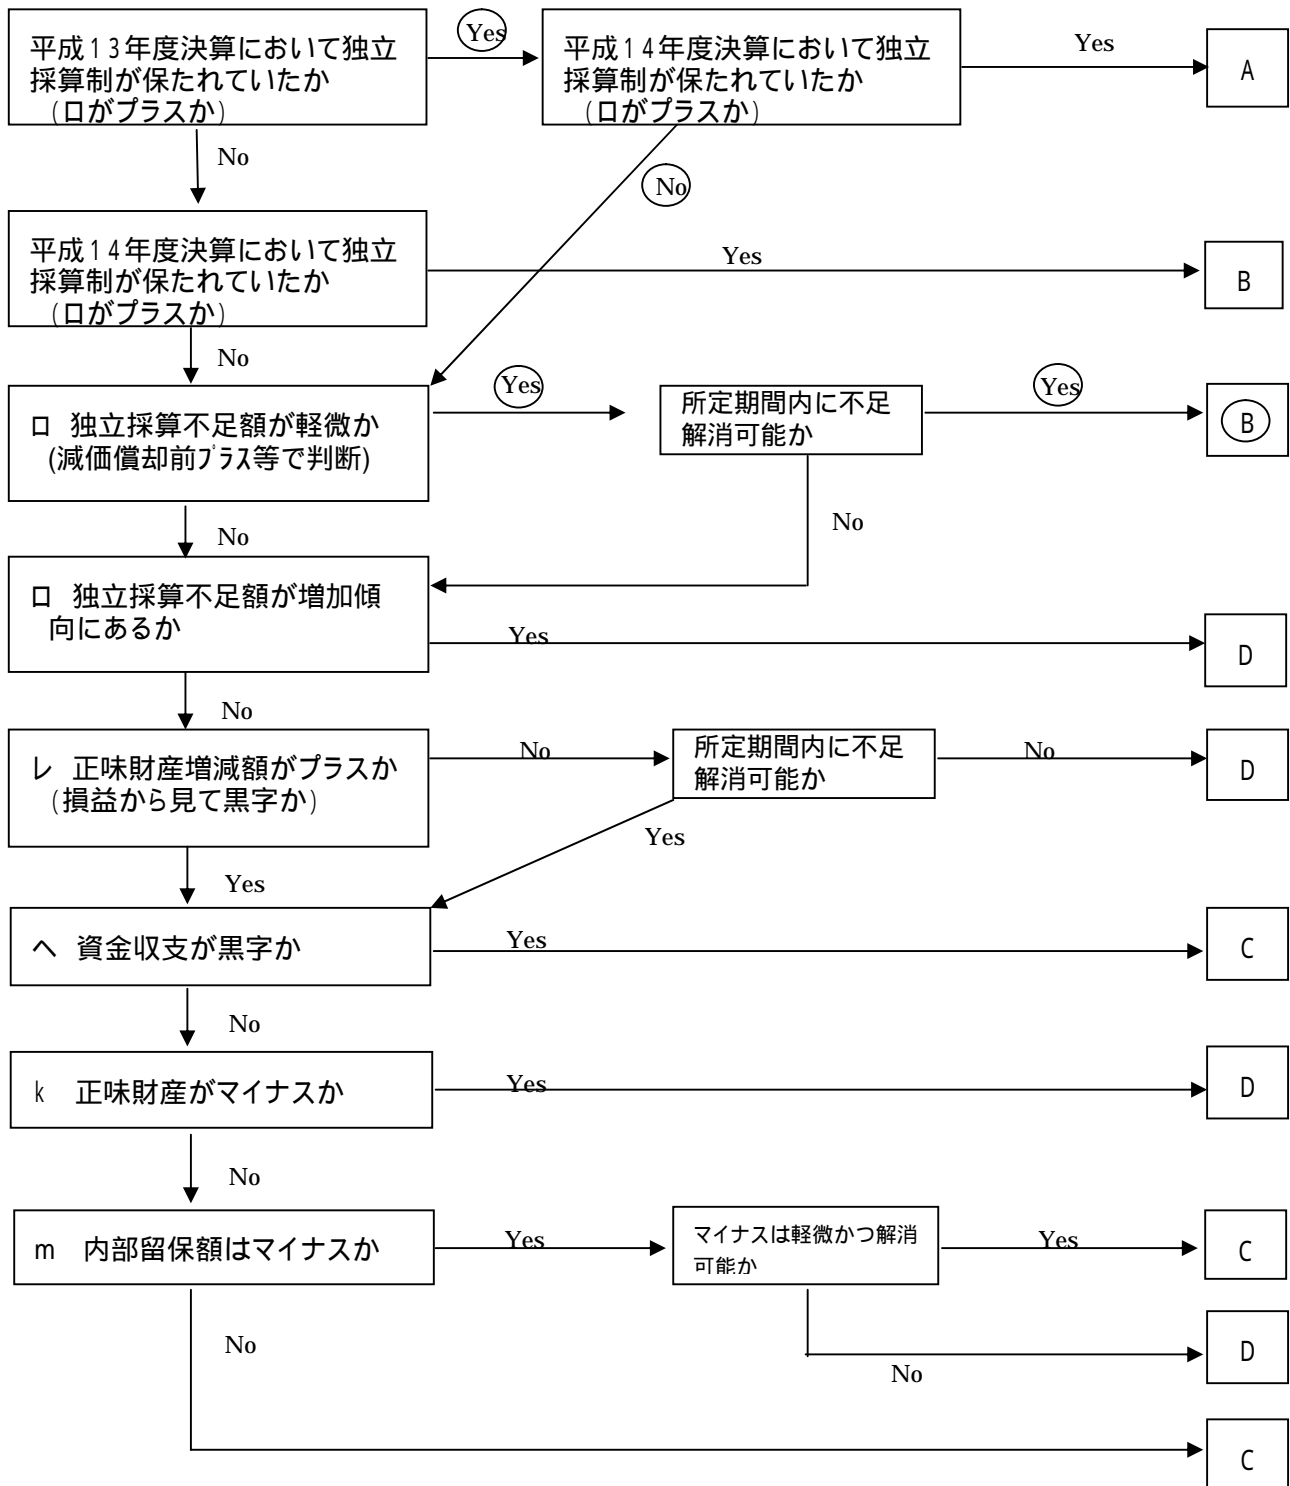 平成13年度決算において独立
採算制が保たれていたか
(ロがプラスか)
Yes
平成14年度決算において独立
採算制が保たれていたか
(ロがプラスか)
Yes
A
No
No
平成14年度決算において独立
採算制が保たれていたか
(ロがプラスか)
Yes
B
No
ロ 独立採算不足額が軽微か
(減価償却前プラス等で判断)
Yes
所定期間内に不足
解消可能か
Yes
B
No
No
ロ 独立採算不足額が増加傾
向にあるか
Yes
D
No
レ 正味財産増減額がプラスか
(損益から見て黒字か)
No
所定期間内に不足
解消可能か
No
D
Yes
Yes
ヘ 資金収支が黒字か
Yes
C
No
k 正味財産がマイナスか
Yes
D
No
m 内部留保額はマイナスか
Yes
マイナスは軽微かつ解消
可能か
Yes
C
No
No
D
C